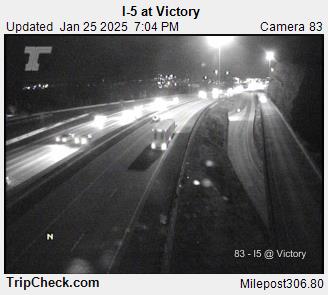 I-5 at Victory
Updated  Jan 25 2025  7:04 PM
Camera 83
T
N
83 - I5 @ Victory
TripCheck.com
Milepost306.80